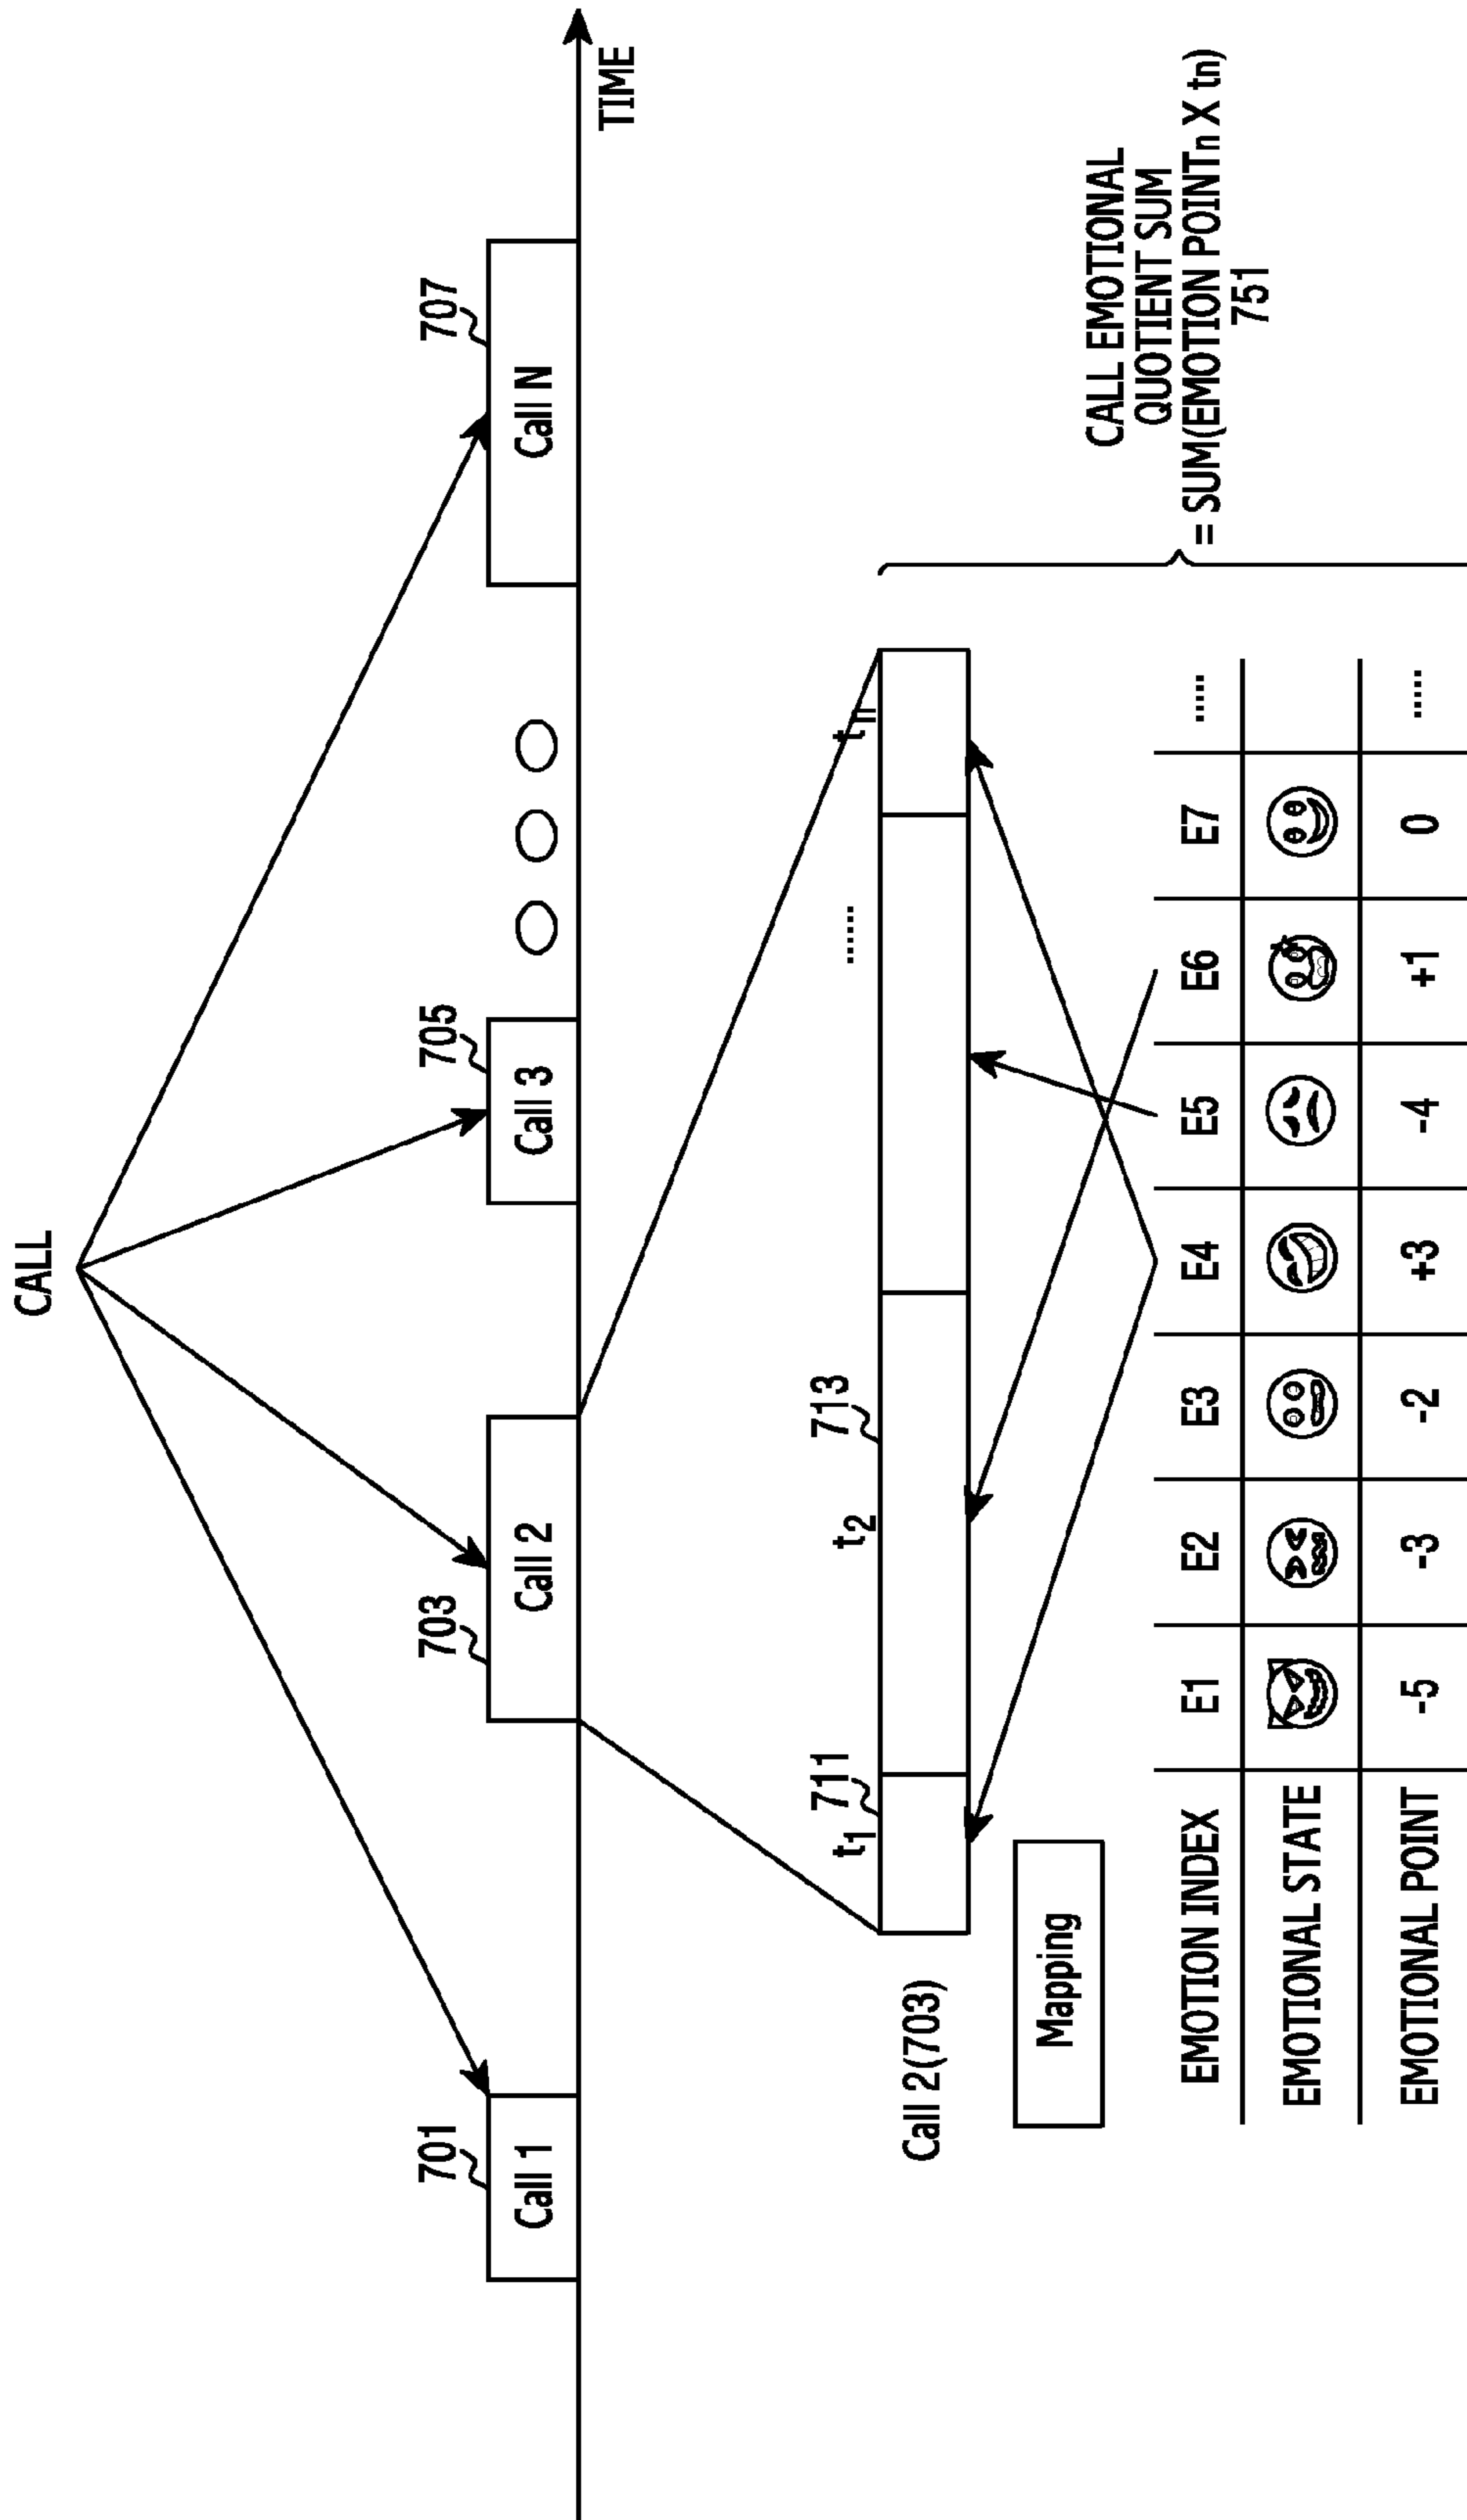 CALL
701
703
705
707
Call 1
Call 2
Call 3
Call N
TIME
t1
711
t2
713
.....
tn
Call 2(703)
Mapping
CALL EMOTIONAL
QUOTIENT SUM
= SUM(EMOTION POINTn X tn)
751
EMOTION INDEX E1 E2 E3 E4 E5 E6 E7 .....
EMOTIONAL STATE
EMOTIONAL POINT -5 -3 -2 +3 -4 +1 0 .....